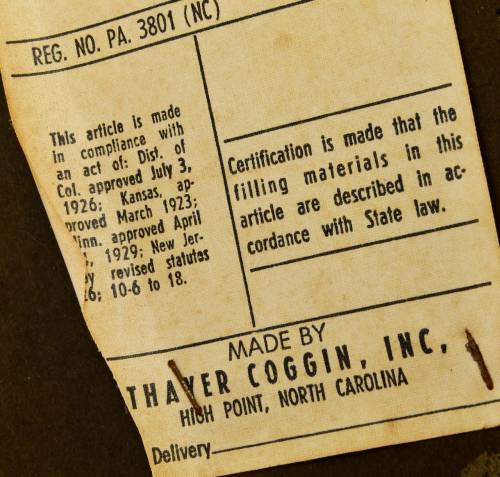 REG. NO. PA. 3801 (NC)
This article is made
in compliance with
an act of: Dist. of
Col. approved July 3,
1926; Kansas, ap-
proved March 1923;
inn. approved April
, 1929; New Jer-
y revised statutes
6; 10-6 to 18.
Certification is made that the
filling materials in this
article are described in ac-
cordance with State law.
MADE BY
THAYER COGGIN, INC,
HIGH POINT, NORTH CAROLINA
Delivery